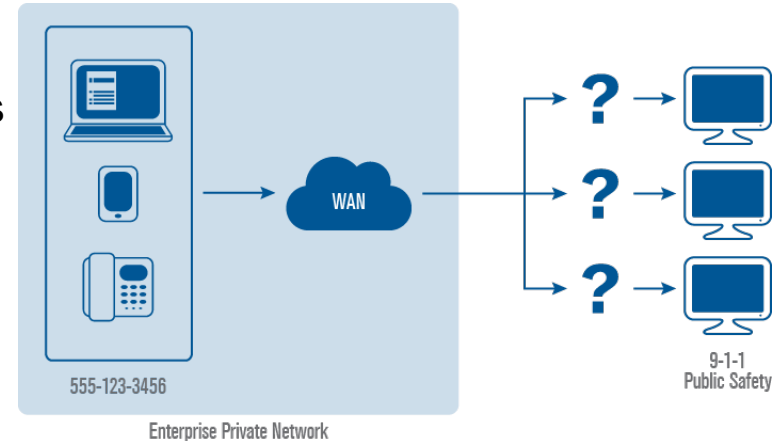 s
WAN
?
?
?
555-123-3456
9-1-1
Public Safety
Enterprise Private Network